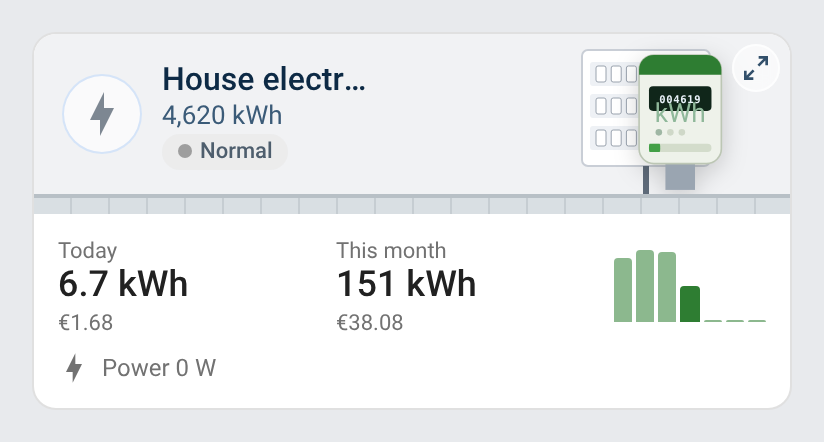 House electr…
4,620 kWh
Normal
004619
kWh
Today
6.7 kWh
€1.68
This month
151 kWh
€38.08
Power 0 W